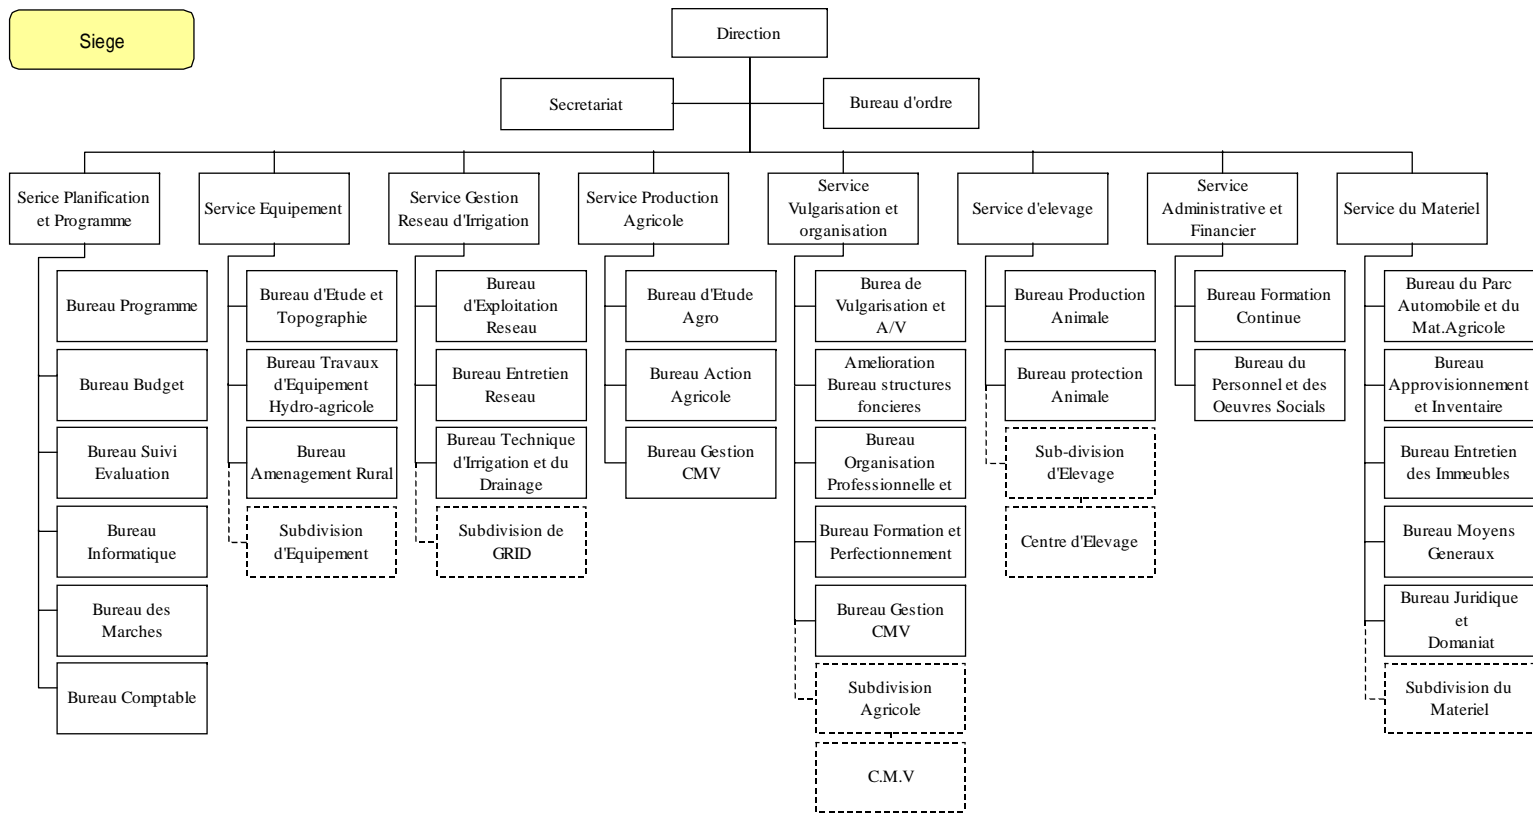 Siege
Direction
Secretariat
Bureau d'ordre
Serice Planification
et Programme
Service Equipement
Service Gestion
Reseau d'Irrigation
Service Production
Agricole
Service
Vulgarisation et
organisation
Service d'elevage
Service
Administrative et
Financier
Service du Materiel
Bureau Programme
Bureau Budget
Bureau Suivi
Evaluation
Bureau
Informatique
Bureau des
Marches
Bureau Comptable
Bureau d'Etude et
Topographie
Bureau Travaux
d'Equipement
Hydro-agricole
Bureau
Amenagement Rural
Subdivision
d'Equipement
Bureau
d'Exploitation
Reseau
Bureau Entretien
Reseau
Bureau Technique
d'Irrigation et du
Drainage
Subdivision de
GRID
Bureau d'Etude
Agro
Bureau Action
Agricole
Bureau Gestion
CMV
Burea de
Vulgarisation et
A/V
Amelioration
Bureau structures
foncieres
Bureau
Organisation
Professionnelle et
Bureau Formation et
Perfectionnement
Bureau Gestion
CMV
Subdivision
Agricole
C.M.V
Bureau Production
Animale
Bureau protection
Animale
Sub-division
d'Elevage
Centre d'Elevage
Bureau Formation
Continue
Bureau du
Personnel et des
Oeuvres Socials
Bureau du Parc
Automobile et du
Mat.Agricole
Bureau
Approvisionnement
et Inventaire
Bureau Entretien
des Immeubles
Bureau Moyens
Generaux
Bureau Juridique
et
Domaniat
Subdivision du
Materiel